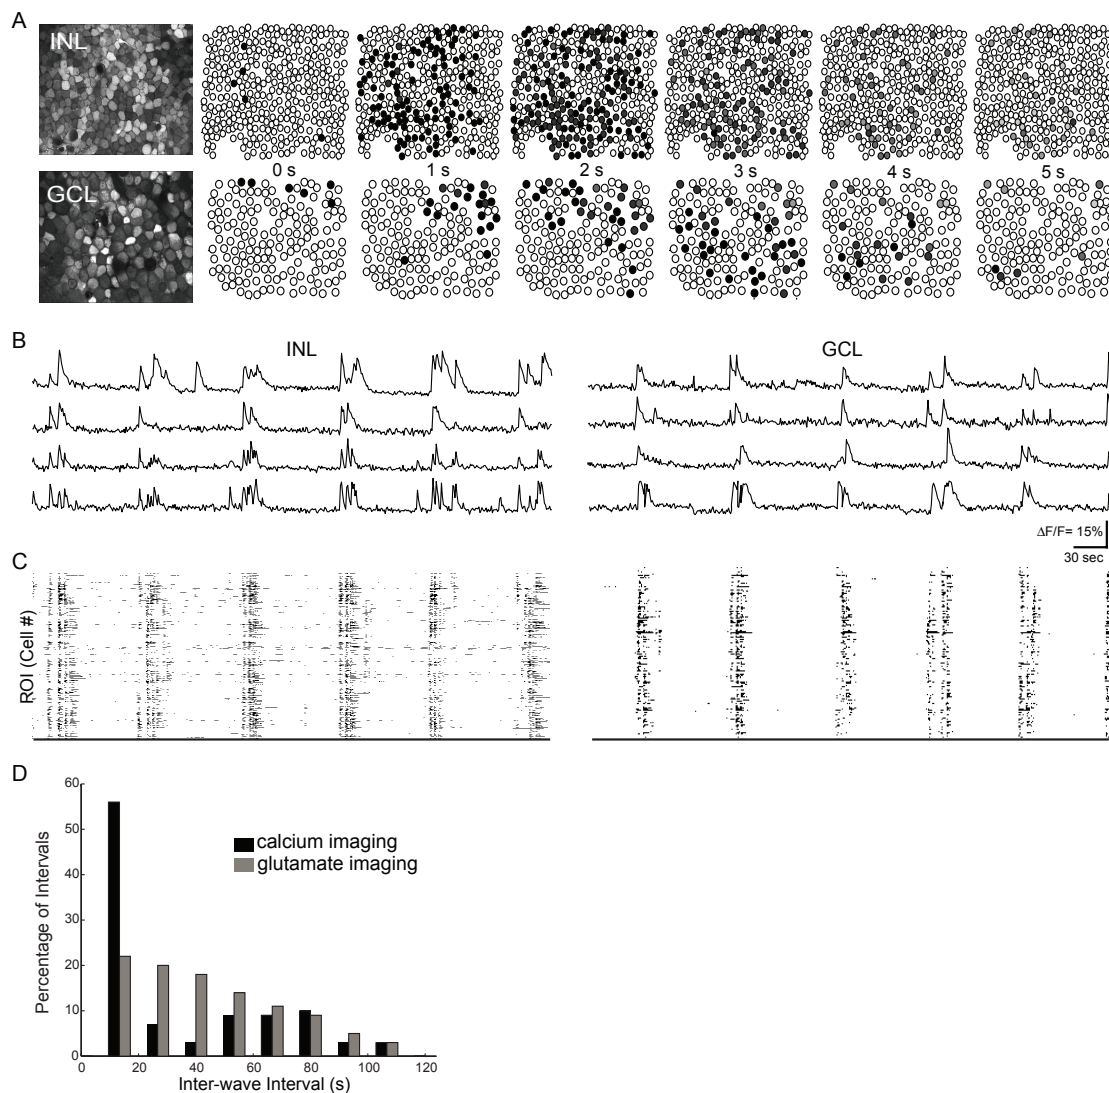 A
INL
0 s 1 s 2 s 3 s 4 s 5 s
GCL
B
INL GCL
ΔF/F= 15%
30 sec
C
ROI (Cell #)
D
60
50
40
30
20
10
0
Percentage of Intervals
calcium imaging
glutamate imaging
0 20 40 60 80 100 120
Inter-wave Interval (s)